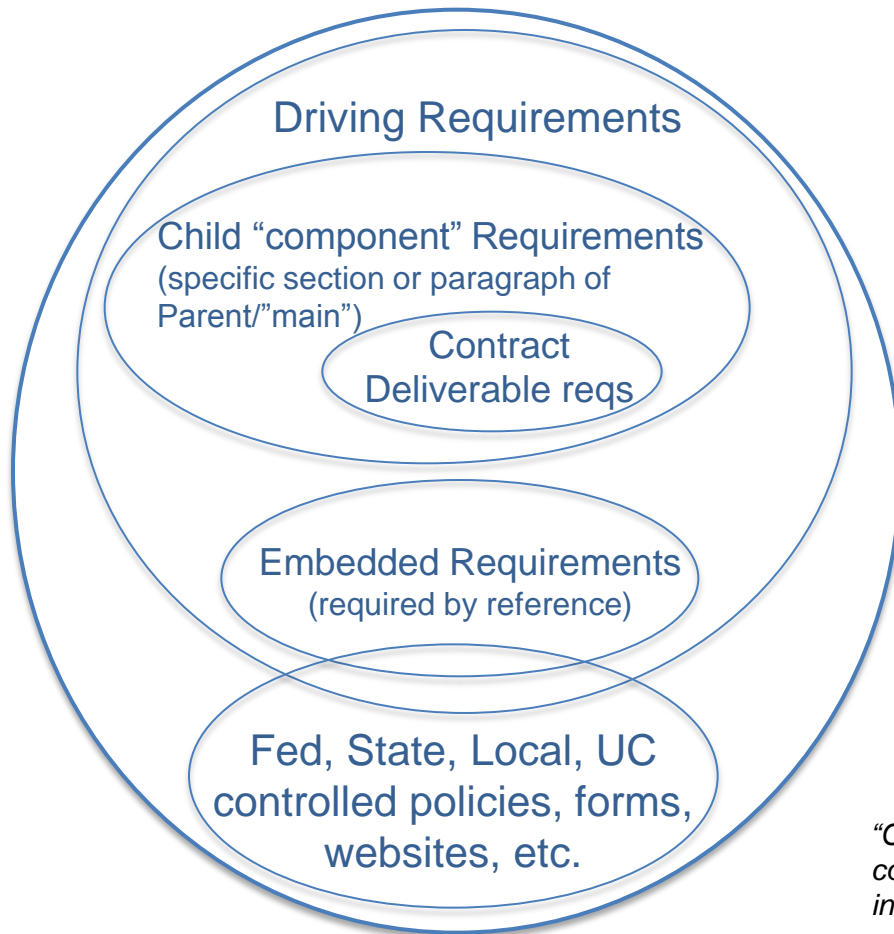 Driving Requirements
Child “component” Requirements
(specific section or paragraph of
Parent/”main”)
Contract
Deliverable reqs
Embedded Requirements
(required by reference)
Fed, State, Local, UC
controlled policies, forms,
websites, etc.